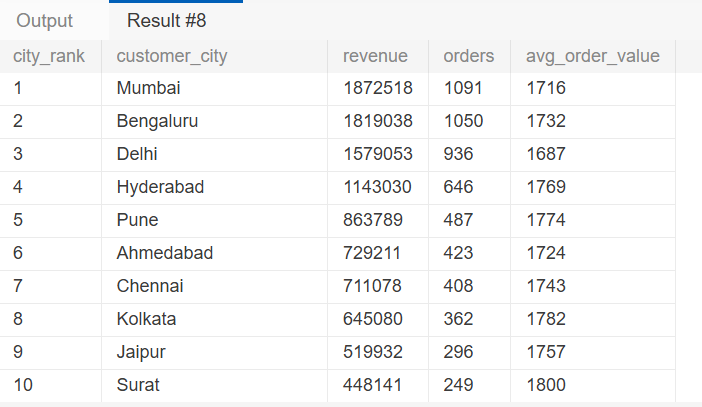 Output Result #8
city_rank customer_city revenue orders avg_order_value
1 Mumbai 1872518 1091 1716
2 Bengaluru 1819038 1050 1732
3 Delhi 1579053 936 1687
4 Hyderabad 1143030 646 1769
5 Pune 863789 487 1774
6 Ahmedabad 729211 423 1724
7 Chennai 711078 408 1743
8 Kolkata 645080 362 1782
9 Jaipur 519932 296 1757
10 Surat 448141 249 1800